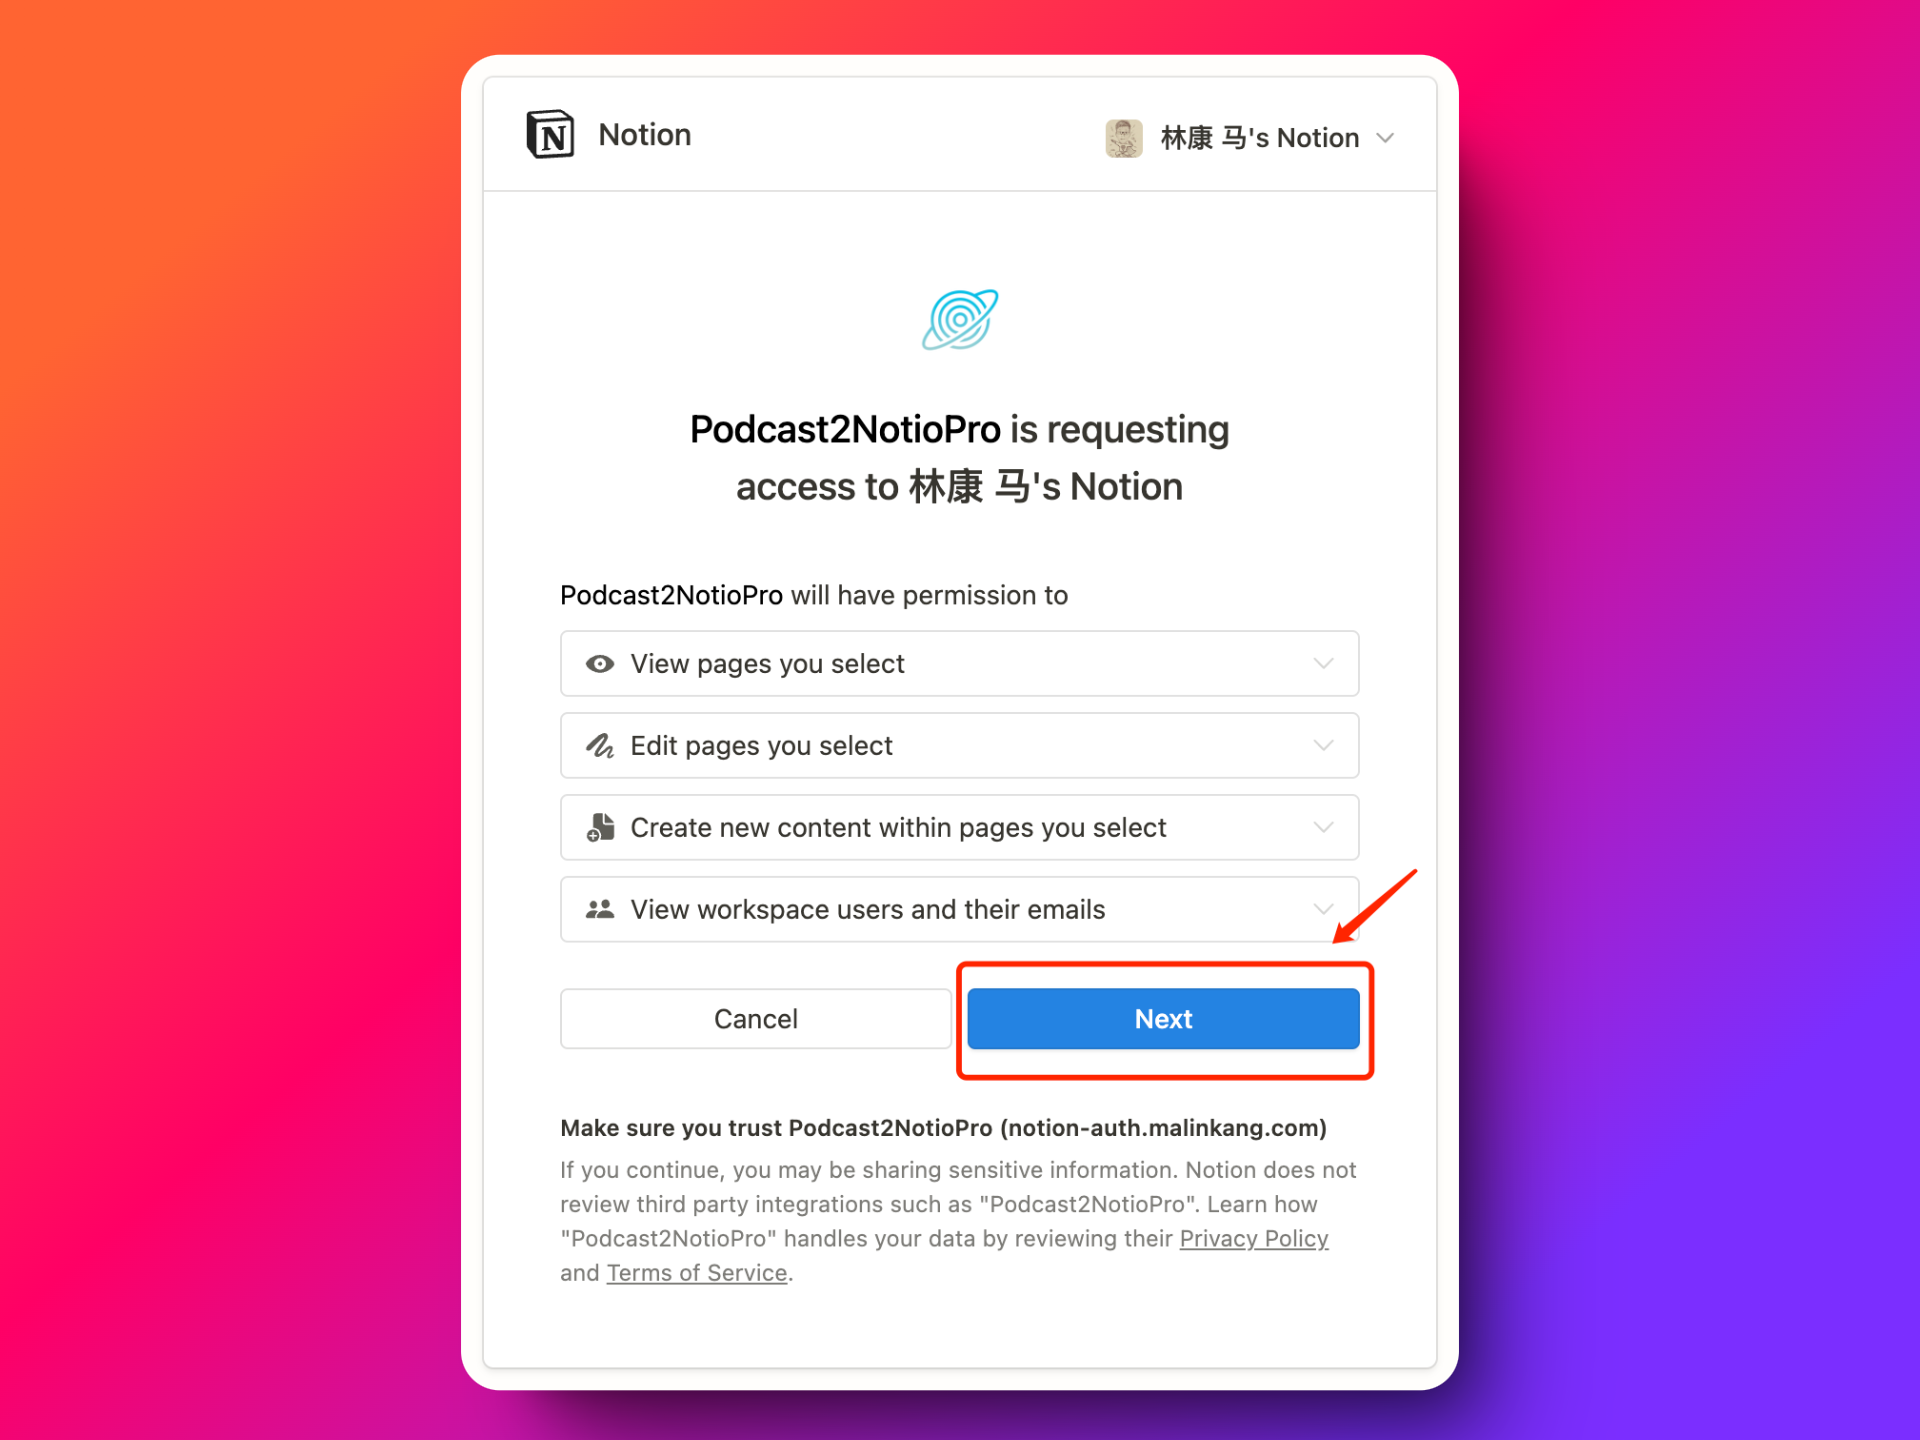 Notion
林康 马's Notion
Podcast2NotioPro is requesting
access to 林康 马's Notion
Podcast2NotioPro will have permission to
View pages you select
Edit pages you select
Create new content within pages you select
View workspace users and their emails
Cancel
Next
Make sure you trust Podcast2NotioPro (notion-auth.malinkang.com)
If you continue, you may be sharing sensitive information. Notion does not
review third party integrations such as "Podcast2NotioPro". Learn how
"Podcast2NotioPro" handles your data by reviewing their Privacy Policy
and Terms of Service.